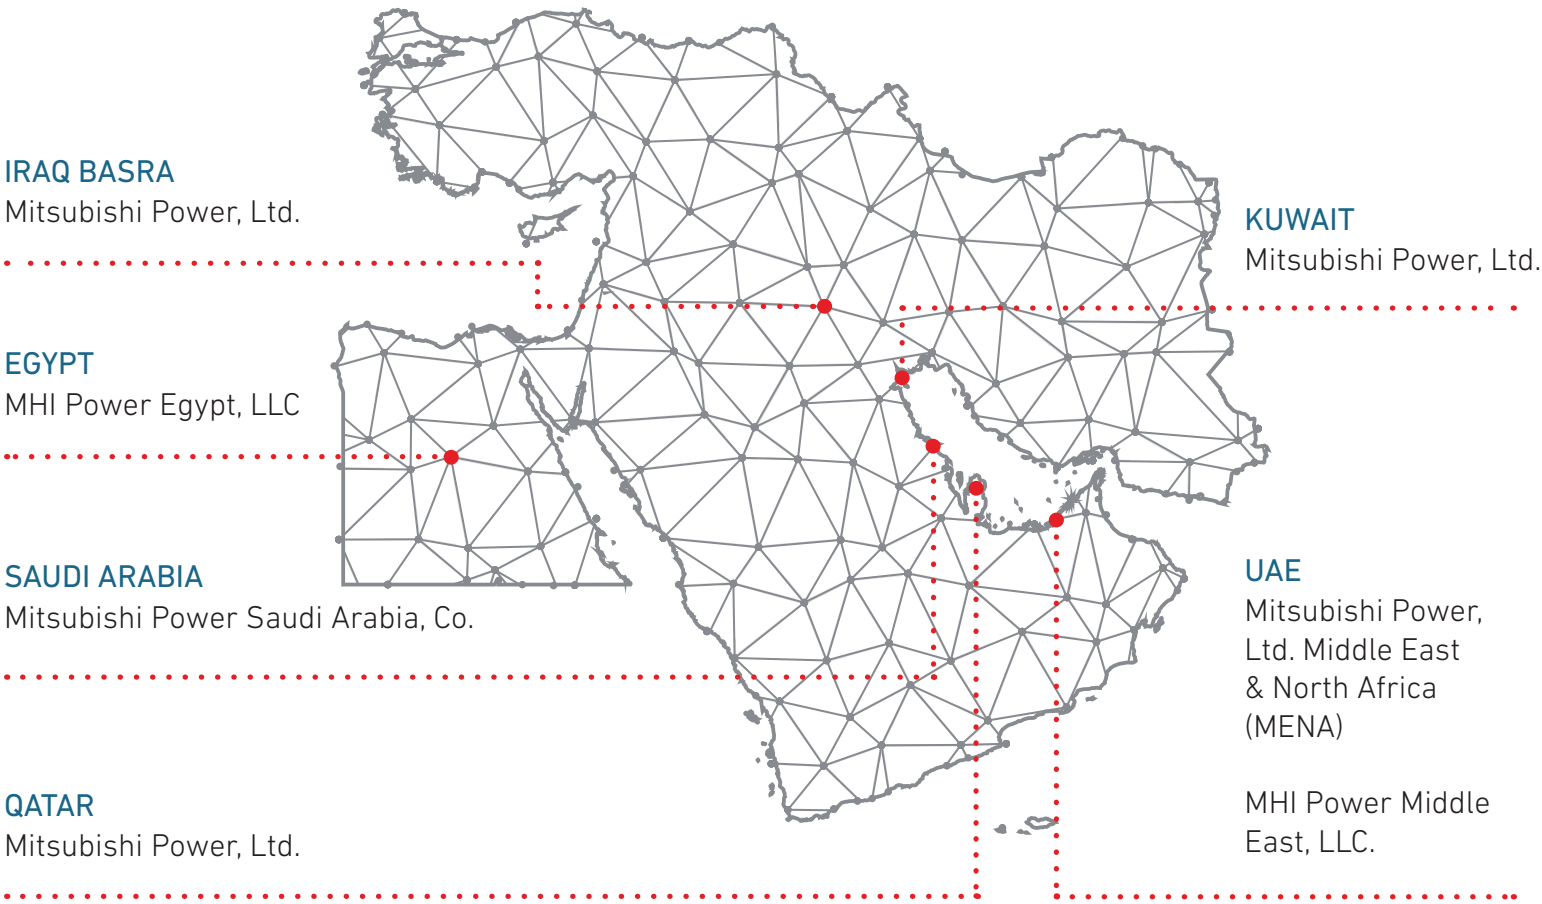 IRAQ BASRA
Mitsubishi Power, Ltd.
EGYPT
MHI Power Egypt, LLC
SAUDI ARABIA
Mitsubishi Power Saudi Arabia, Co.
QATAR
Mitsubishi Power, Ltd.
KUWAIT
Mitsubishi Power, Ltd.
UAE
Mitsubishi Power,
Ltd. Middle East
& North Africa
(MENA)
MHI Power Middle
East, LLC.